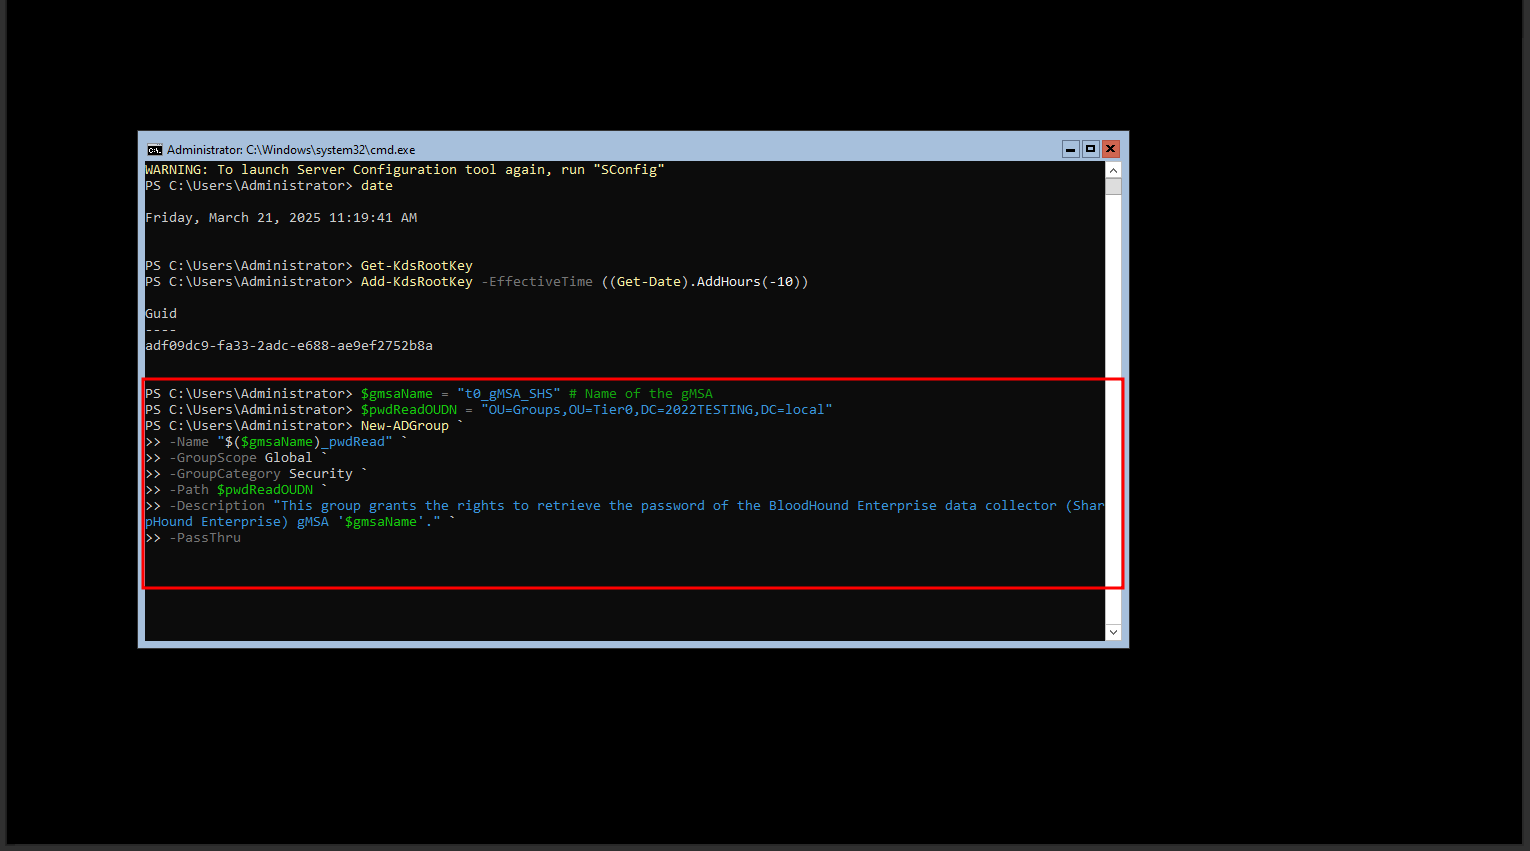 Administrator: C:\Windows\system32\cmd.exe
WARNING: To launch Server Configuration tool again, run "SConfig"
PS C:\Users\Administrator> date
Friday, March 21, 2025 11:19:41 AM
PS C:\Users\Administrator> Get-KdsRootKey
PS C:\Users\Administrator> Add-KdsRootKey -EffectiveTime ((Get-Date).AddHours(-10))
Guid
----
adf09dc9-fa33-2adc-e688-ae9ef2752b8a
PS C:\Users\Administrator> $gmsaName = "t0_gMSA_SHS" # Name of the gMSA
PS C:\Users\Administrator> $pwdReadOUDN = "OU=Groups,OU=Tier0,DC=2022TESTING,DC=local"
PS C:\Users\Administrator> New-ADGroup `
>> -Name "$($gmsaName)_pwdRead" `
>> -GroupScope Global `
>> -GroupCategory Security `
>> -Path $pwdReadOUDN `
>> -Description "This group grants the rights to retrieve the password of the BloodHound Enterprise data collector (Shar
pHound Enterprise) gMSA '$gmsaName'." `
>> -PassThru